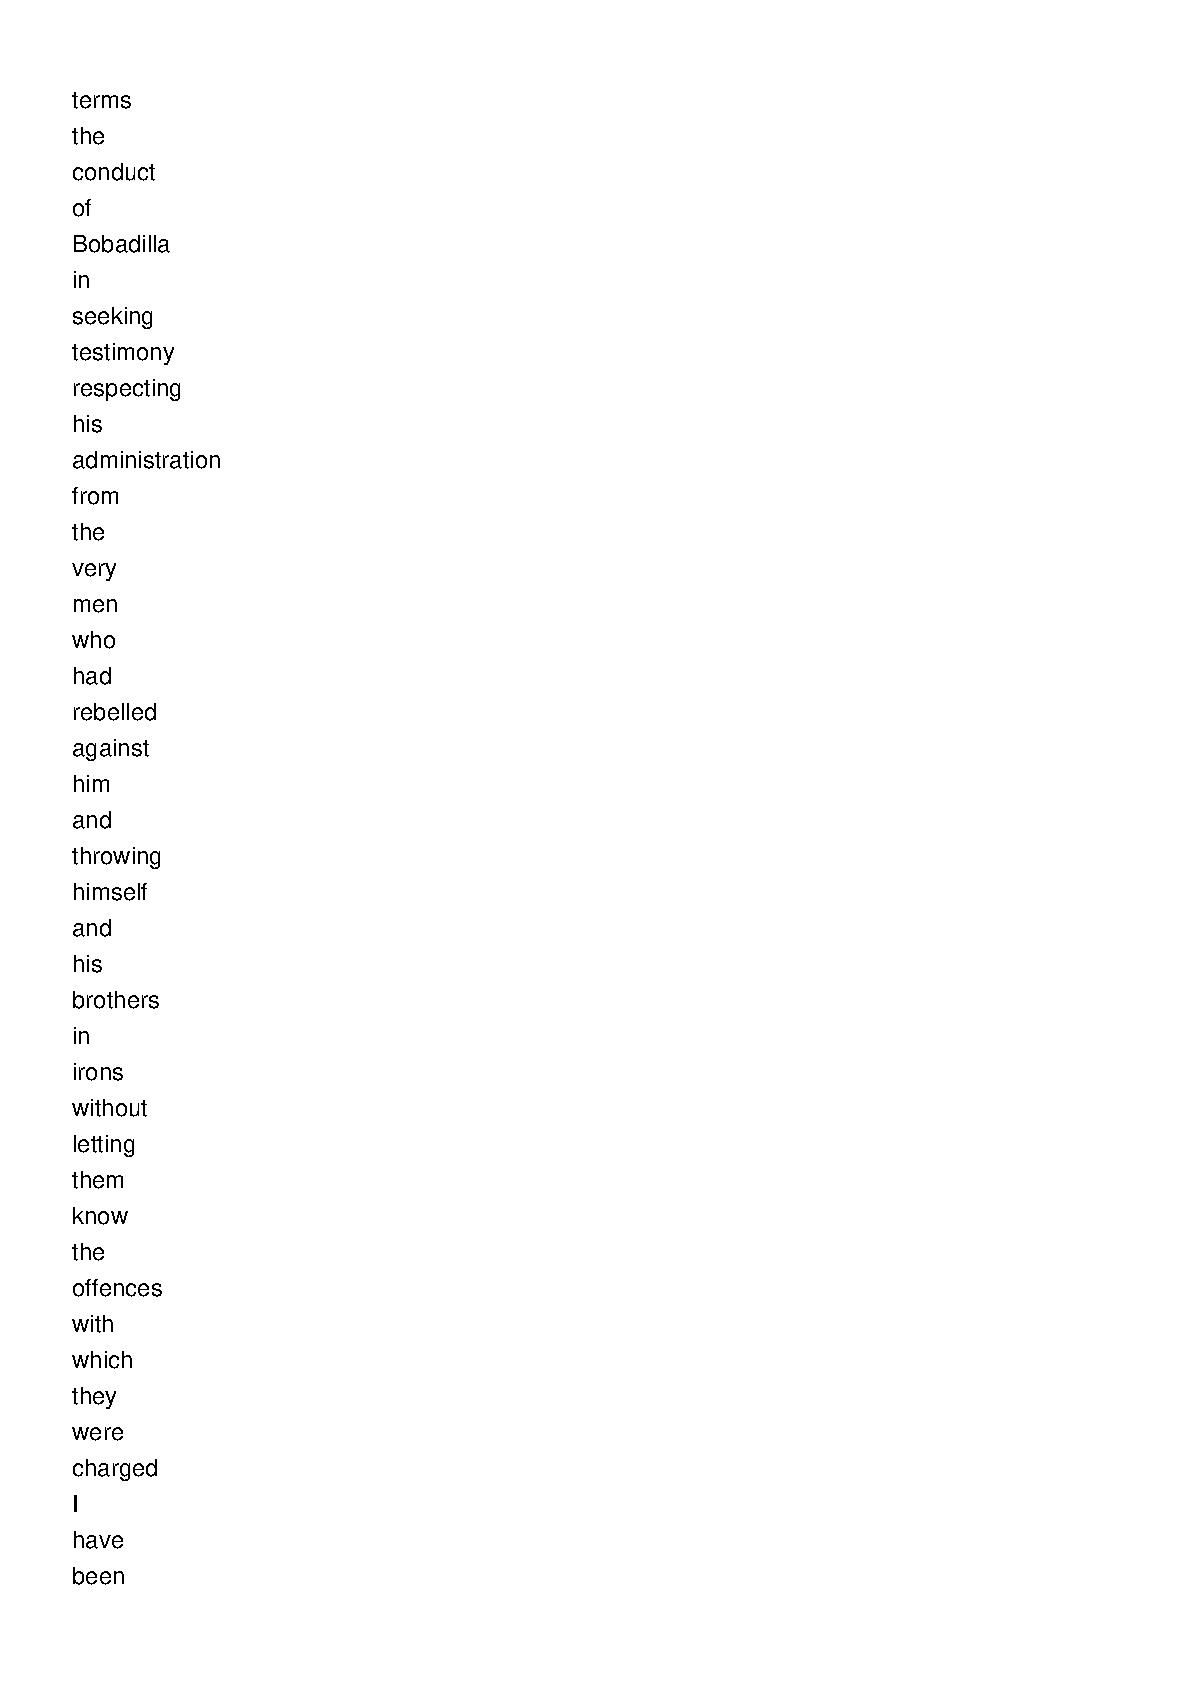 terms
the
conduct
of
Bobadilla
in
seeking
testimony
respecting
his
administration
from
the
very
men
who
had
rebelled
against
him
and
throwing
himself
and
his
brothers
in
irons
without
letting
them
know
the
offences
with
which
they
were
charged
I
have
been